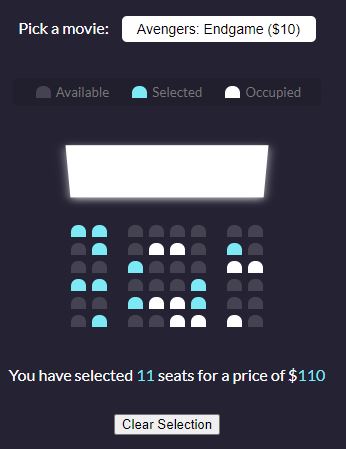 Pick a movie: Avengers: Endgame ($10)
Available Selected Occupied
You have selected 11 seats for a price of $110
Clear Selection